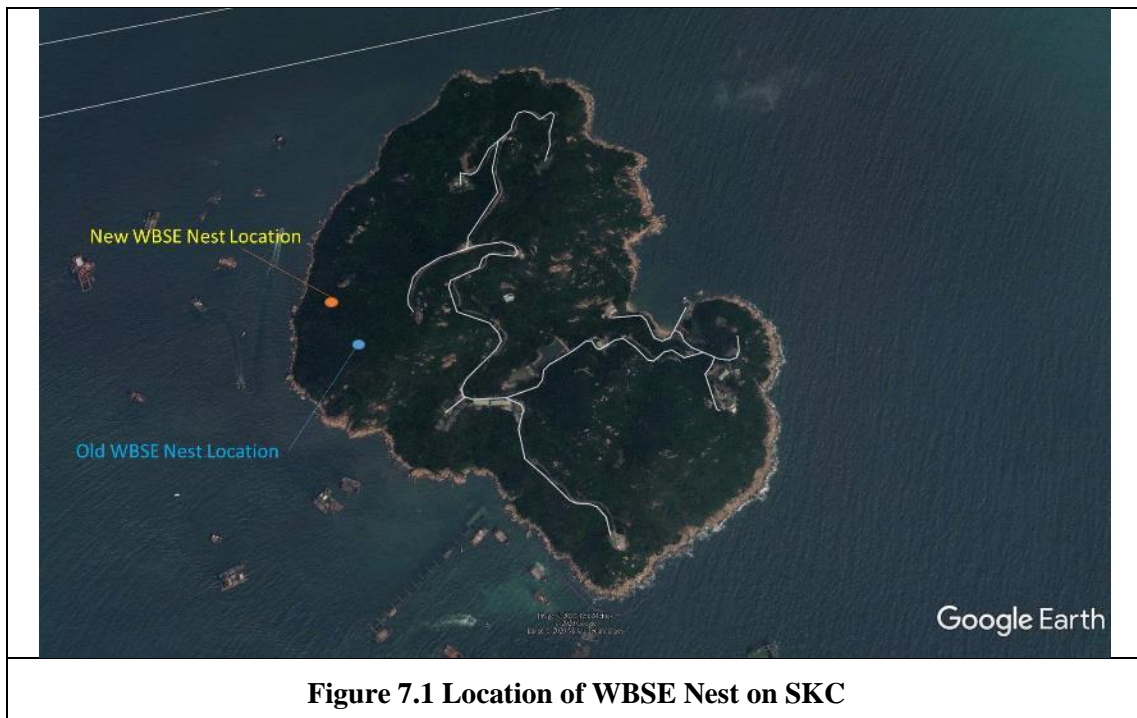 New WBSE Nest Location
Old WBSE Nest Location
Google Earth
Figure 7.1 Location of WBSE Nest on SKC